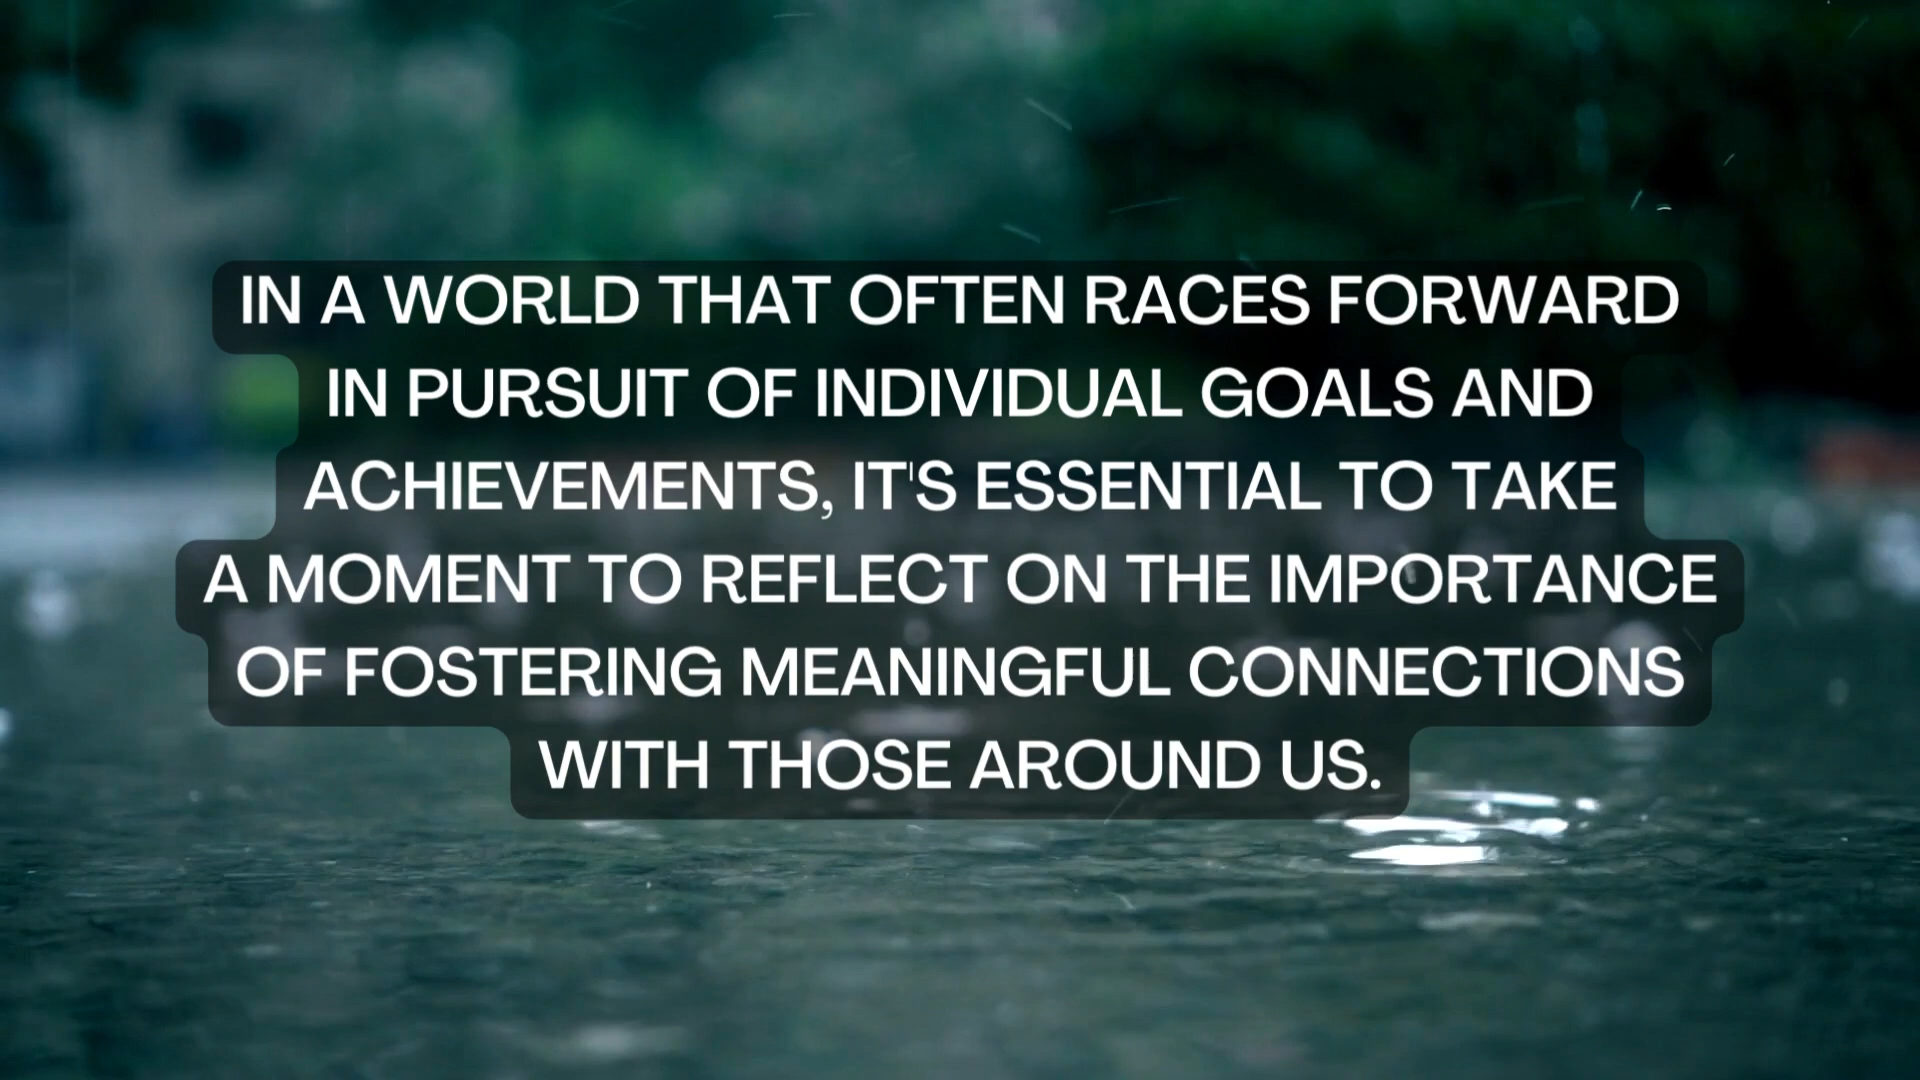 IN A WORLD THAT OFTEN RACES FORWARD
IN PURSUIT OF INDIVIDUAL GOALS AND
ACHIEVEMENTS, IT'S ESSENTIAL TO TAKE
A MOMENT TO REFLECT ON THE IMPORTANCE
OF FOSTERING MEANINGFUL CONNECTIONS
WITH THOSE AROUND US.